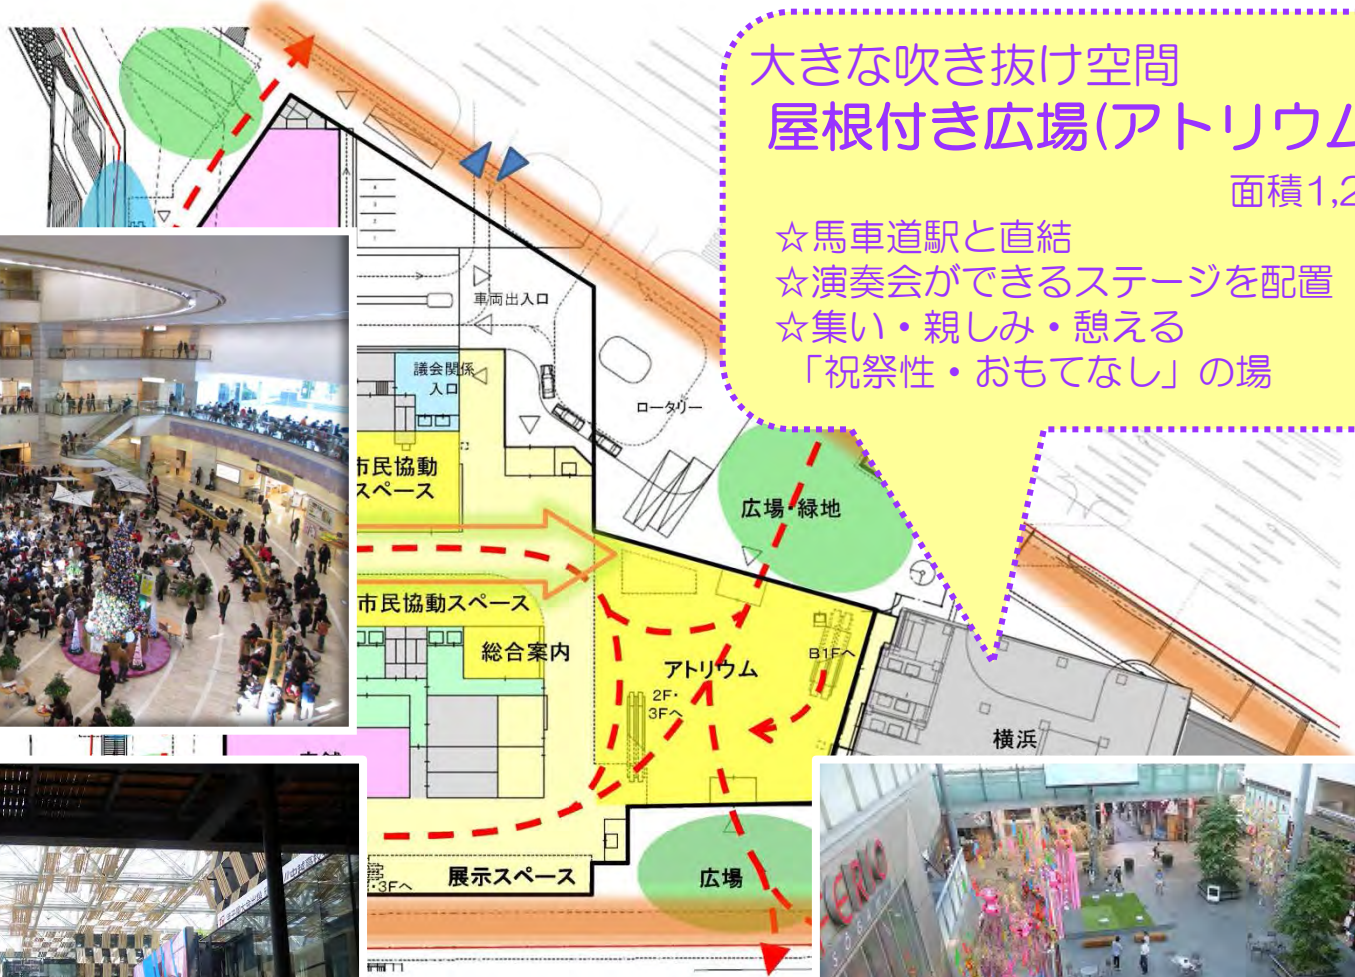 大きな吹き抜け空間
屋根付き広場(アトリウム
面積1,2
☆馬車道駅と直結
☆演奏会ができるステージを配置
☆集い・親しみ・憩える
「祝祭性・おもてなし」の場
車両出入口
議会関係
入口
ロータリー
市民協動
スペース
広場・緑地
市民協動スペース
総合案内
アトリウム
B1Fへ
2F・
3Fへ
横浜
店舗
・3Fへ
展示スペース
広場
ERIO